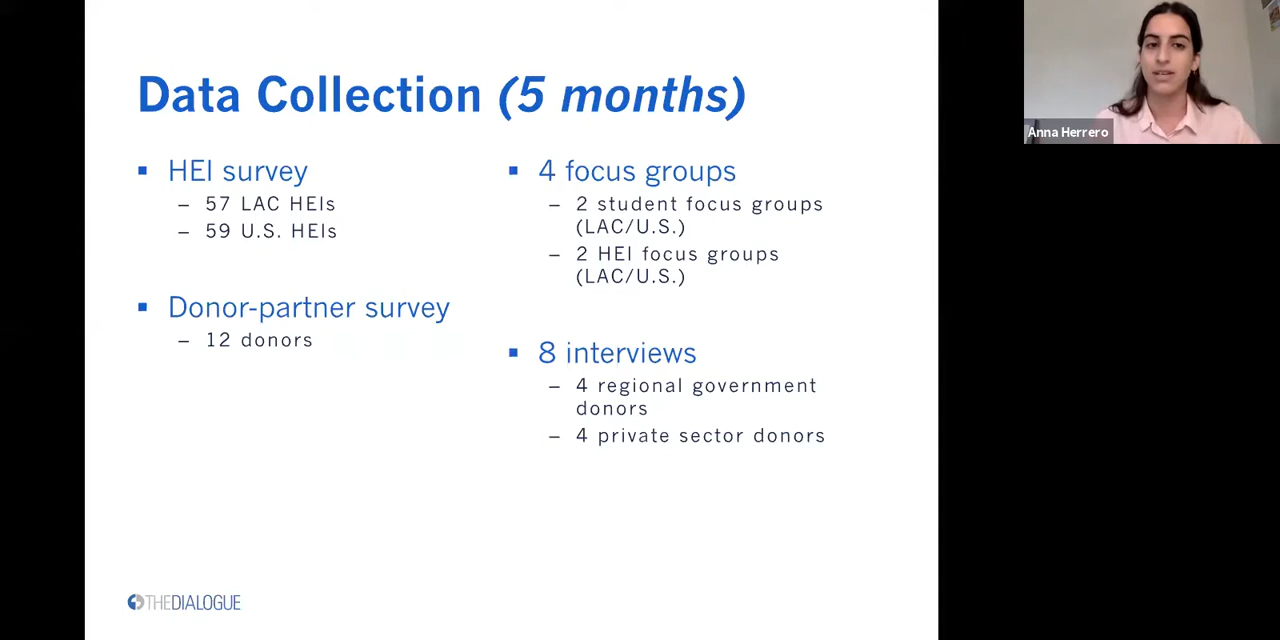 Data Collection (5 months)
▪ HEI survey
– 57 LAC HEIs
– 59 U.S. HEIs
▪ Donor-partner survey
– 12 donors
▪ 4 focus groups
– 2 student focus groups
(LAC/U.S.)
– 2 HEI focus groups
(LAC/U.S.)
▪ 8 interviews
– 4 regional government
donors
– 4 private sector donors
THEDIALOGUE
Anna Herrero